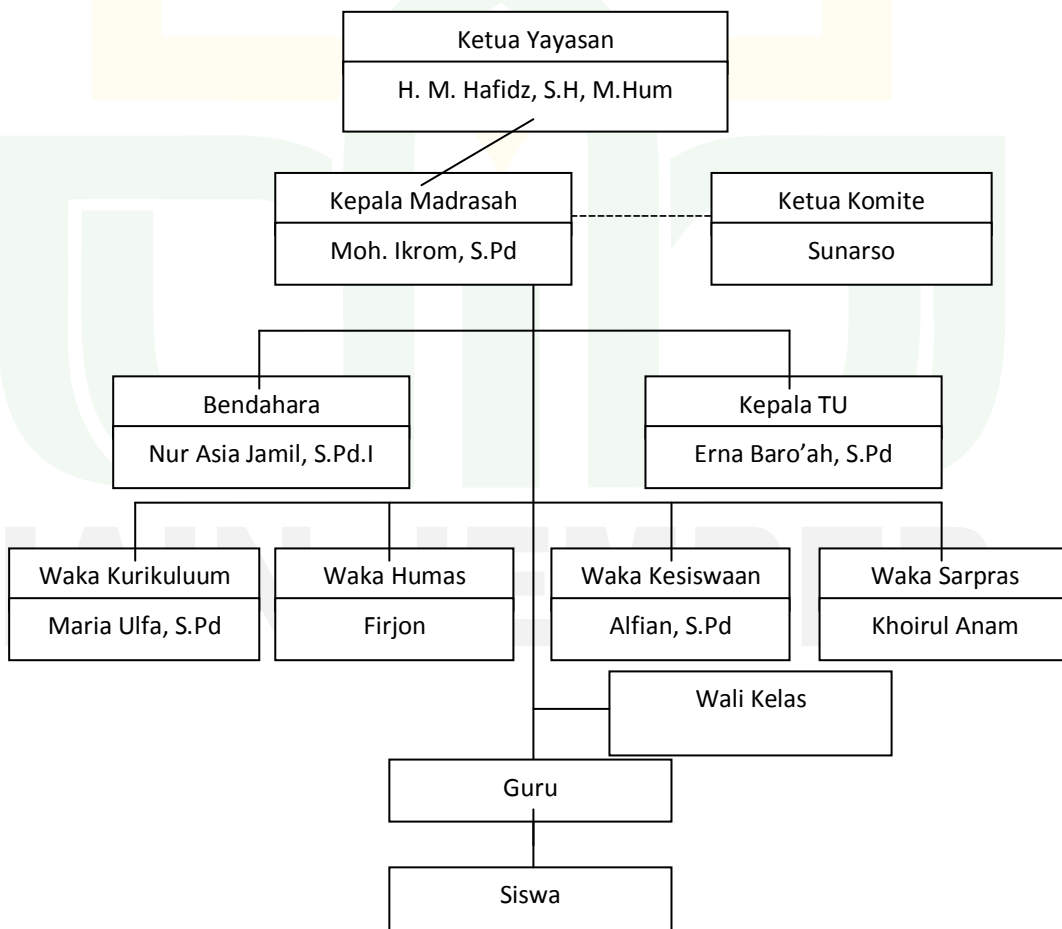 Ketua Yayasan
H. M. Hafidz, S.H, M.Hum
Kepala Madrasah
Moh. Ikrom, S.Pd
Ketua Komite
Sunarso
Bendahara
Nur Asia Jamil, S.Pd.I
Kepala TU
Erna Baro’ah, S.Pd
Waka Kurikuluum
Maria Ulfa, S.Pd
Waka Humas
Firjon
Waka Kesiswaan
Alfian, S.Pd
Waka Sarpras
Khoirul Anam
IAIN JEMBER
Wali Kelas
Guru
Siswa